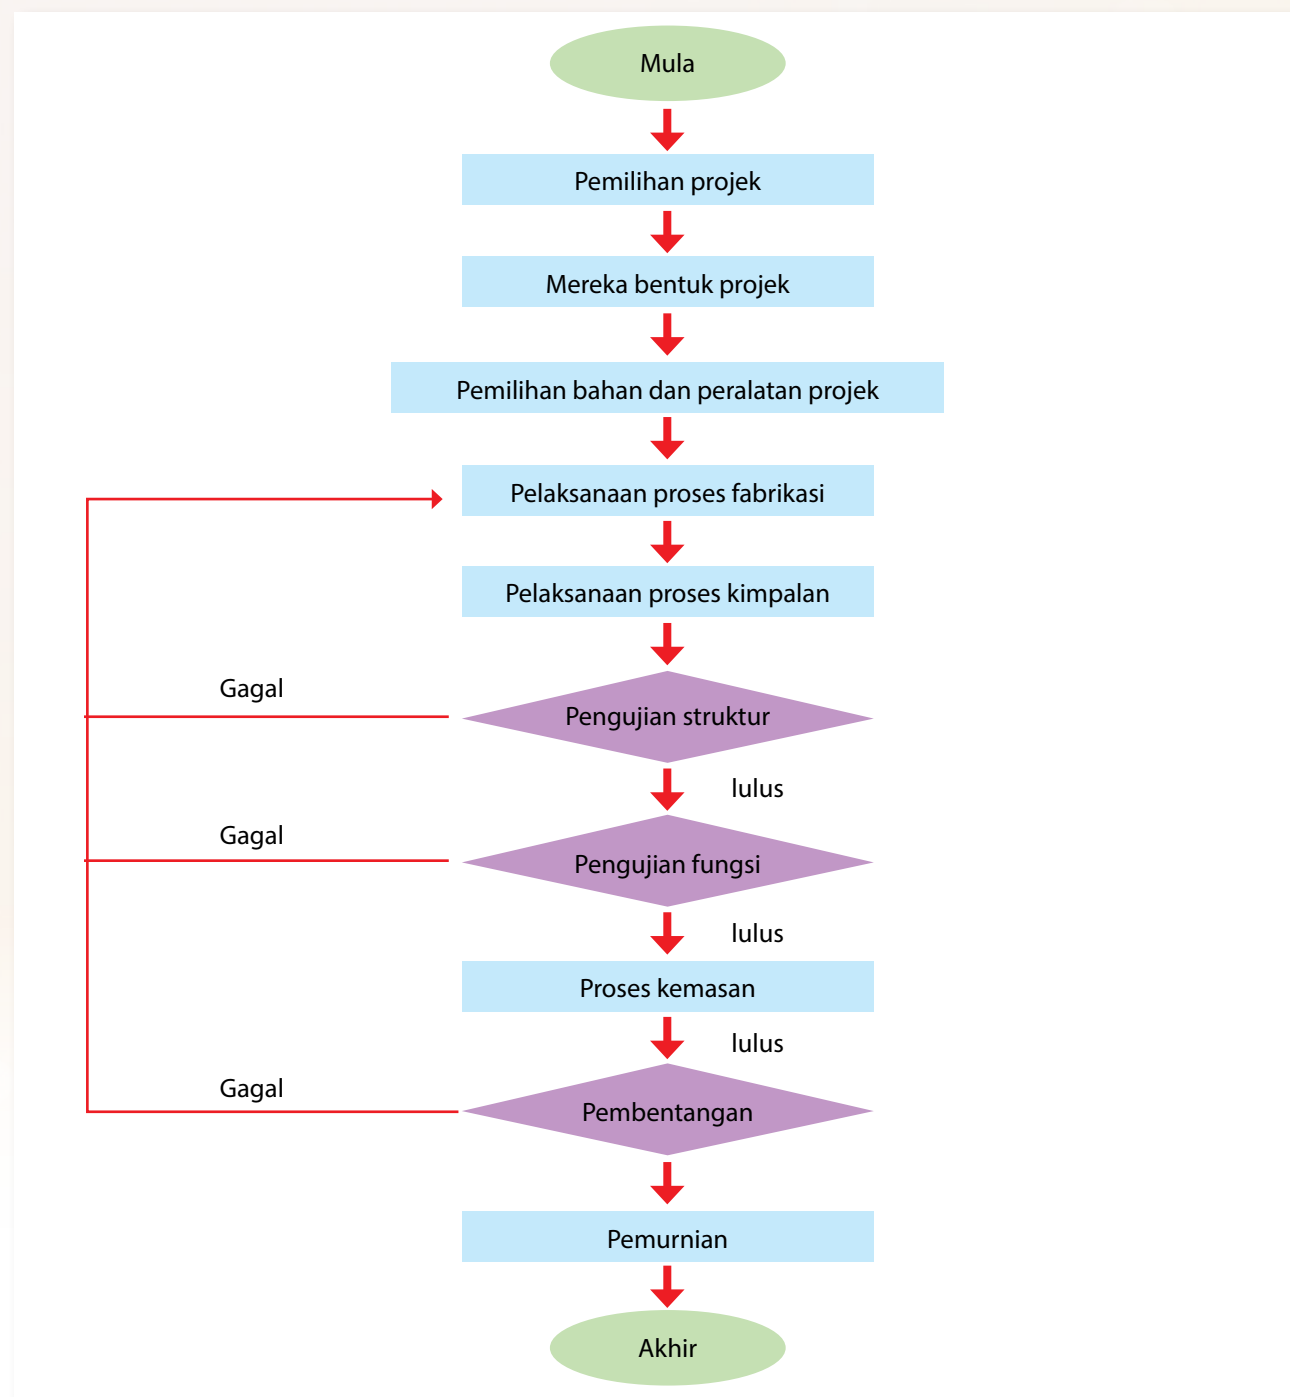 Mula
Pemilihan projek
Mereka bentuk projek
Pemilihan bahan dan peralatan projek
Pelaksanaan proses fabrikasi
Pelaksanaan proses kimpalan
Gagal
Pengujian struktur
lulus
Gagal
Pengujian fungsi
lulus
Proses kemasan
lulus
Gagal
Pembentangan
Pemurnian
Akhir